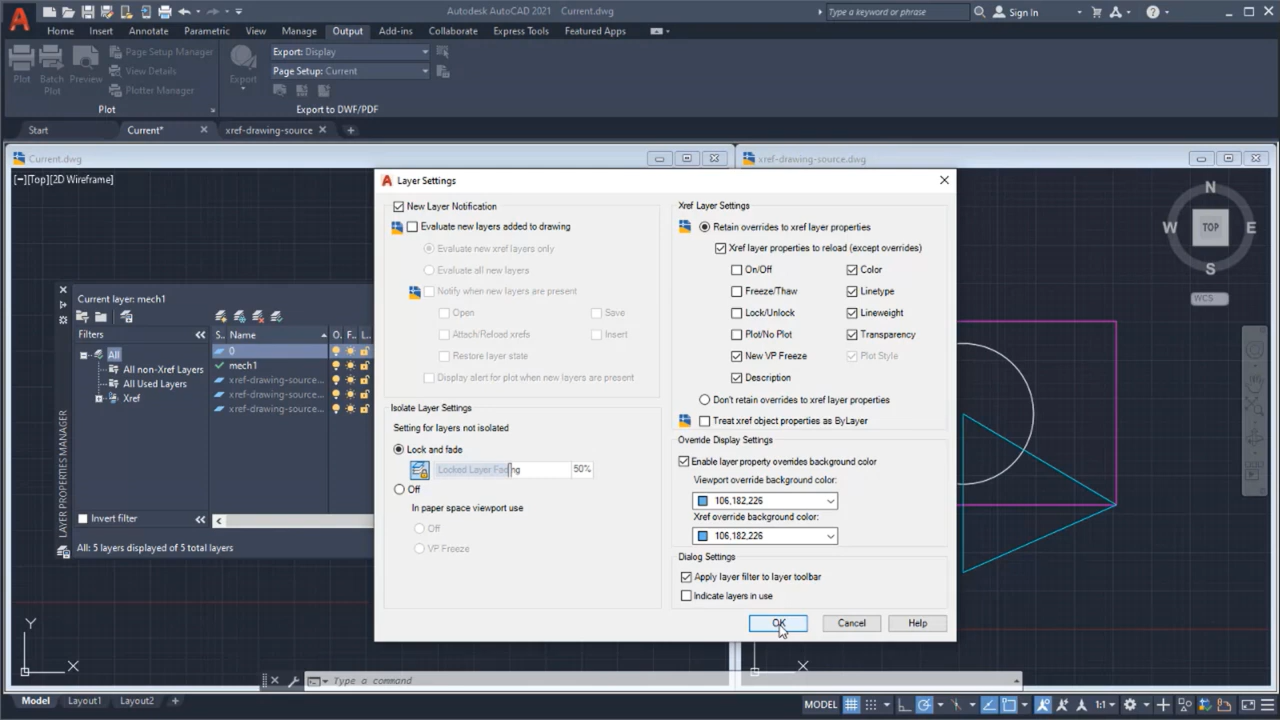 Autodesk AutoCAD 2021 Current.dwg
Type a keyword or phrase
Sign In
Home Insert Annotate Parametric View Manage Output Add-ins Collaborate Express Tools Featured Apps
Plot
Batch Plot
Preview
Page Setup Manager
View Details
Plotter Manager
Export
Export: Display
Page Setup: Current
Plot
Export to DWF/PDF
Start Current* xref-drawing-source
Current.dwg
xref-drawing-source.dwg
[−][Top][2D Wireframe]
N
W TOP E
S
WCS
LAYER PROPERTIES MANAGER
Current layer: mech1
Filters
All
All non-Xref Layers
All Used Layers
Xref
Invert filter
S.. Name O. F.. L..
0
mech1
xref-drawing-source...
xref-drawing-source...
xref-drawing-source...
All: 5 layers displayed of 5 total layers
Layer Settings
New Layer Notification
Evaluate new layers added to drawing
Evaluate new xref layers only
Evaluate all new layers
Notify when new layers are present
Open Save
Attach/Reload xrefs Insert
Restore layer state
Display alert for plot when new layers are present
Isolate Layer Settings
Setting for layers not isolated
Lock and fade
Locked Layer Fading 50%
Off
In paper space viewport use
Off
VP Freeze
Xref Layer Settings
Retain overrides to xref layer properties
Xref layer properties to reload (except overrides)
On/Off Color
Freeze/Thaw Linetype
Lock/Unlock Lineweight
Plot/No Plot Transparency
New VP Freeze Plot Style
Description
Don't retain overrides to xref layer properties
Treat xref object properties as ByLayer
Override Display Settings
Enable layer property overrides background color
Viewport override background color:
106,182,226
Xref override background color:
106,182,226
Dialog Settings
Apply layer filter to layer toolbar
Indicate layers in use
OK Cancel Help
Y
X
X
Type a command
Model Layout1 Layout2
MODEL 1:1